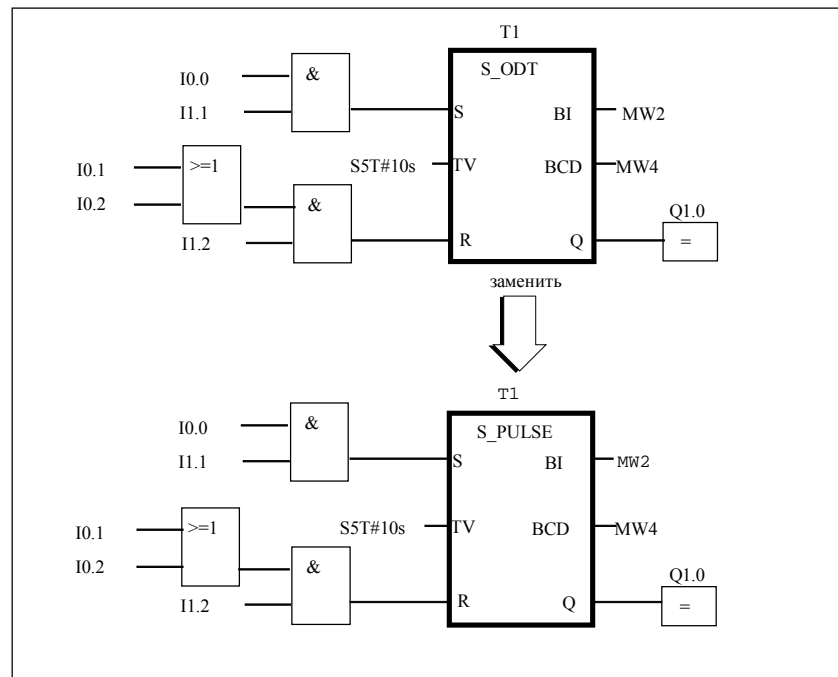 T1
S_ODT
I0.0
&
I1.1
S
BI
MW2
I0.1
>=1
S5T#10s
TV
BCD
MW4
I0.2
&
Q1.0
I1.2
R
Q
=
заменить
T1
S_PULSE
I0.0
&
I1.1
S
BI
MW2
I0.1
>=1
S5T#10s
TV
BCD
MW4
I0.2
&
Q1.0
I1.2
R
Q
=